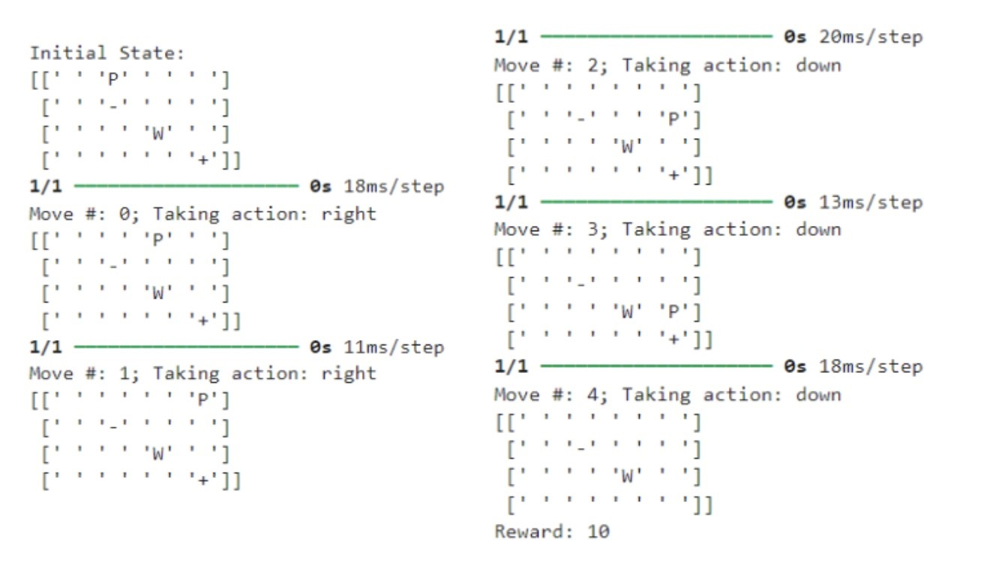 Initial State:
[[' ' 'P' ' ' ' ']
 [' ' '-' ' ' ' ']
 [' ' ' ' 'W' ' ']
 [' ' ' ' ' ' '+']]
1/1 ━━━━━━━━━━━━━━━━━━━━ 0s 18ms/step
Move #: 0; Taking action: right
[[' ' ' ' 'P' ' ']
 [' ' '-' ' ' ' ']
 [' ' ' ' 'W' ' ']
 [' ' ' ' ' ' '+']]
1/1 ━━━━━━━━━━━━━━━━━━━━ 0s 11ms/step
Move #: 1; Taking action: right
[[' ' ' ' ' ' 'P']
 [' ' '-' ' ' ' ']
 [' ' ' ' 'W' ' ']
 [' ' ' ' ' ' '+']]
1/1 ━━━━━━━━━━━━━━━━━━━━ 0s 20ms/step
Move #: 2; Taking action: down
[[' ' ' ' ' ' ' ']
 [' ' '-' ' ' 'P']
 [' ' ' ' 'W' ' ']
 [' ' ' ' ' ' '+']]
1/1 ━━━━━━━━━━━━━━━━━━━━ 0s 13ms/step
Move #: 3; Taking action: down
[[' ' ' ' ' ' ' ']
 [' ' '-' ' ' ' ']
 [' ' ' ' 'W' 'P']
 [' ' ' ' ' ' '+']]
1/1 ━━━━━━━━━━━━━━━━━━━━ 0s 18ms/step
Move #: 4; Taking action: down
[[' ' ' ' ' ' ' ']
 [' ' '-' ' ' ' ']
 [' ' ' ' 'W' ' ']
 [' ' ' ' ' ' ' ']]
Reward: 10